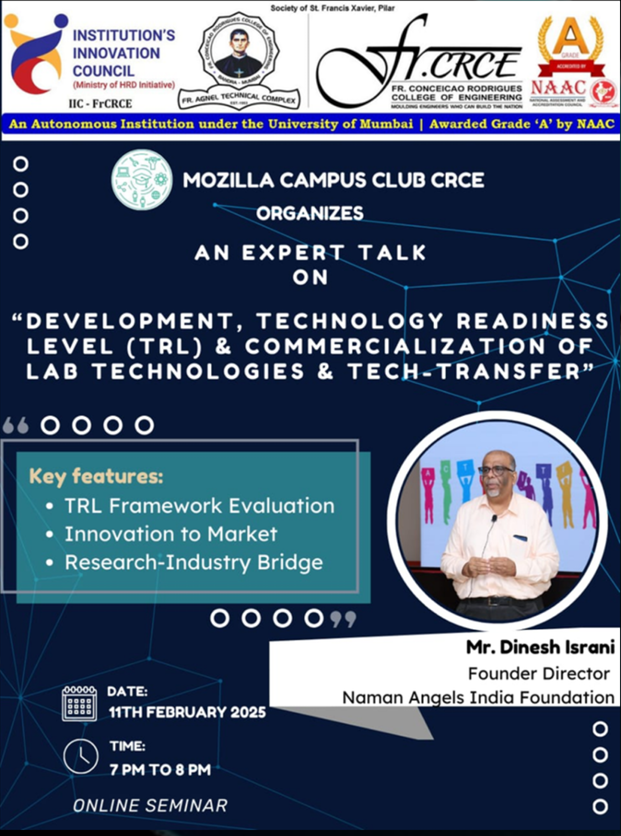 Society of St. Francis Xavier, Pilar
INSTITUTION'S
INNOVATION
COUNCIL
(Ministry of HRD Initiative)
IIC - FrCRCE
FR. AGNEL TECHNICAL COMPLEX
Fr. CRCE
FR. CONCEICAO RODRIGUES
COLLEGE OF ENGINEERING
MOULDING ENGINEERS WHO CAN BUILD THE NATION
A
GRADE
ACCREDITED BY
NAAC
NATIONAL ASSESSMENT AND
ACCREDITATION COUNCIL
An Autonomous Institution under the University of Mumbai | Awarded Grade ‘A’ by NAAC
MOZILLA CAMPUS CLUB CRCE
ORGANIZES
AN EXPERT TALK
ON
“DEVELOPMENT, TECHNOLOGY READINESS
LEVEL (TRL) & COMMERCIALIZATION OF
LAB TECHNOLOGIES & TECH-TRANSFER”
Key features:
• TRL Framework Evaluation
• Innovation to Market
• Research-Industry Bridge
Mr. Dinesh Israni
Founder Director
Naman Angels India Foundation
DATE:
11TH FEBRUARY 2025
TIME:
7 PM TO 8 PM
ONLINE SEMINAR